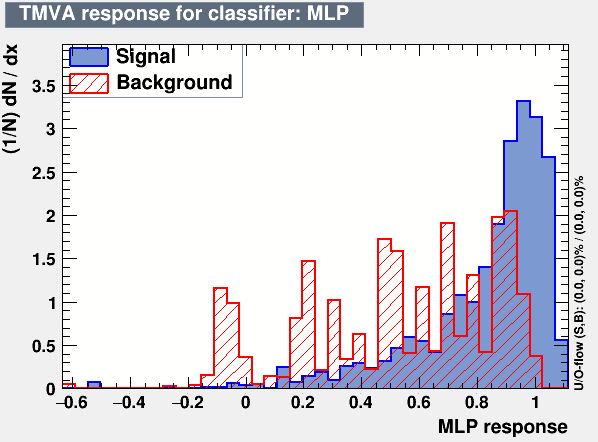 TMVA response for classifier: MLP
Signal
Background
(1/N) dN / dx
3.5
3
2.5
2
1.5
1
0.5
0
−0.6 −0.4 −0.2 0 0.2 0.4 0.6 0.8 1
MLP response
U/O-flow (S,B): (0.0, 0.0)% / (0.0, 0.0)%